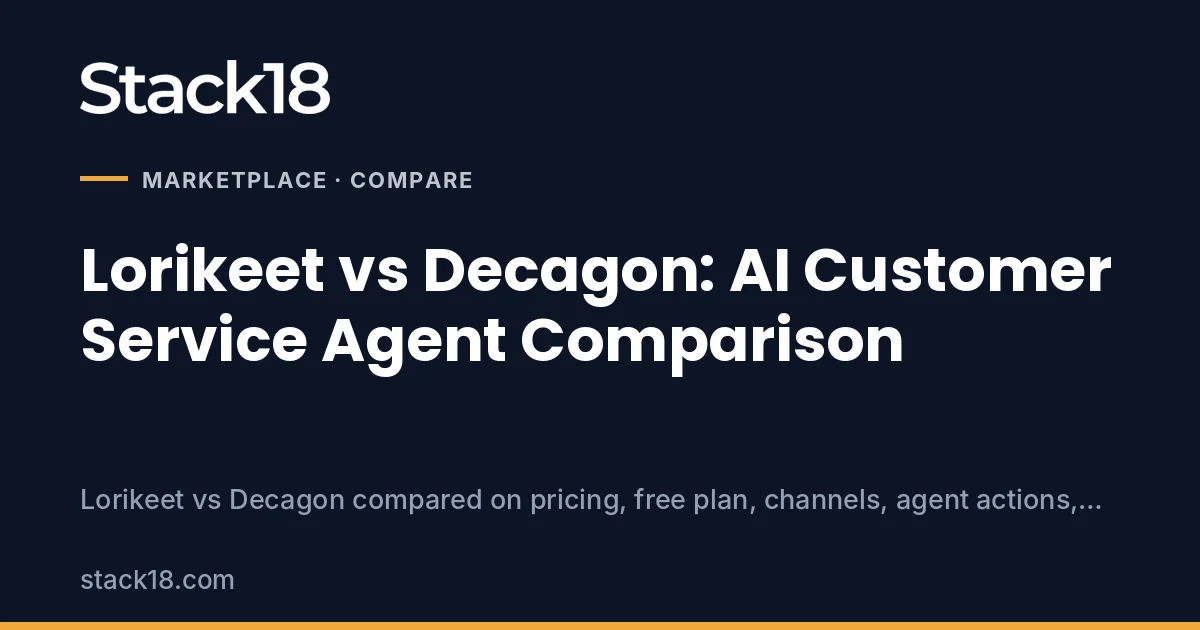 Stack18
MARKETPLACE · COMPARE
Lorikeet vs Decagon: AI Customer
Service Agent Comparison
Lorikeet vs Decagon compared on pricing, free plan, channels, agent actions,...
stack18.com